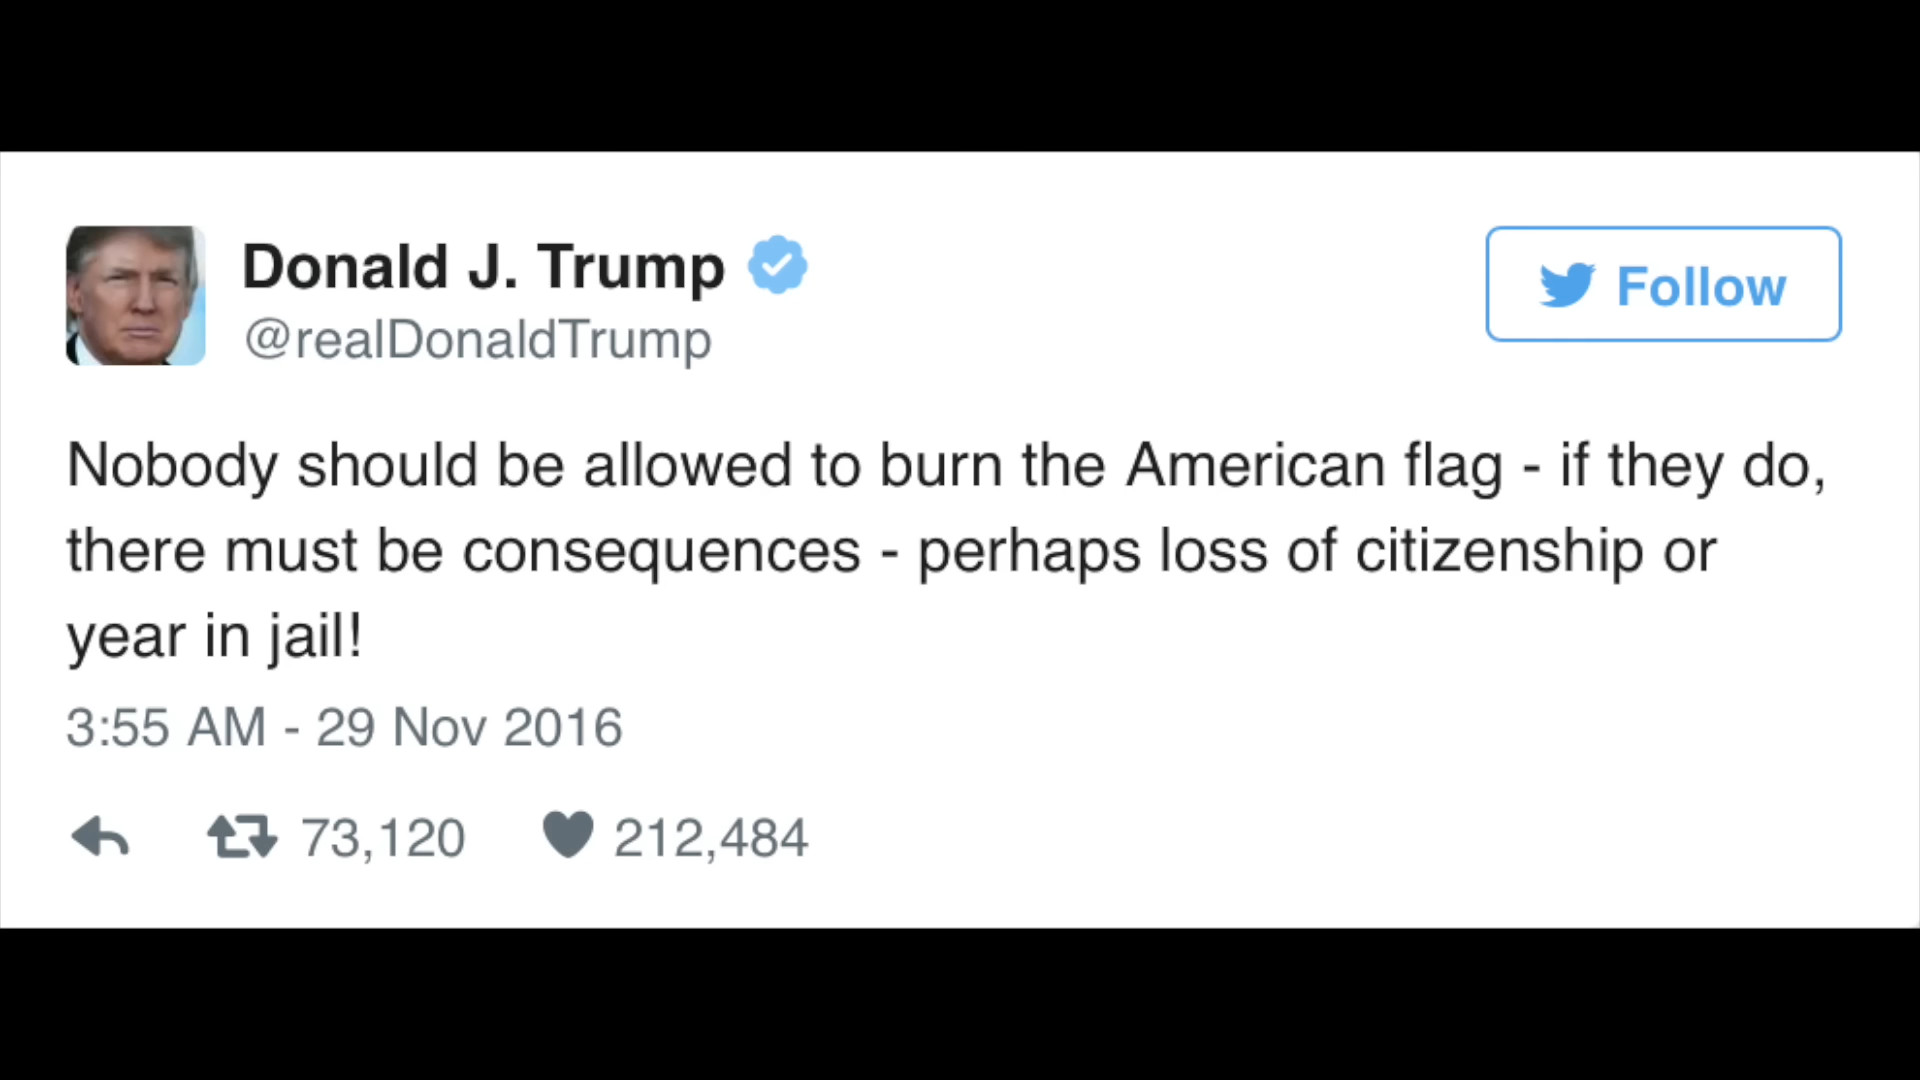 Donald J. Trump
@realDonaldTrump
Follow
Nobody should be allowed to burn the American flag - if they do,
there must be consequences - perhaps loss of citizenship or
year in jail!
3:55 AM - 29 Nov 2016
73,120 212,484